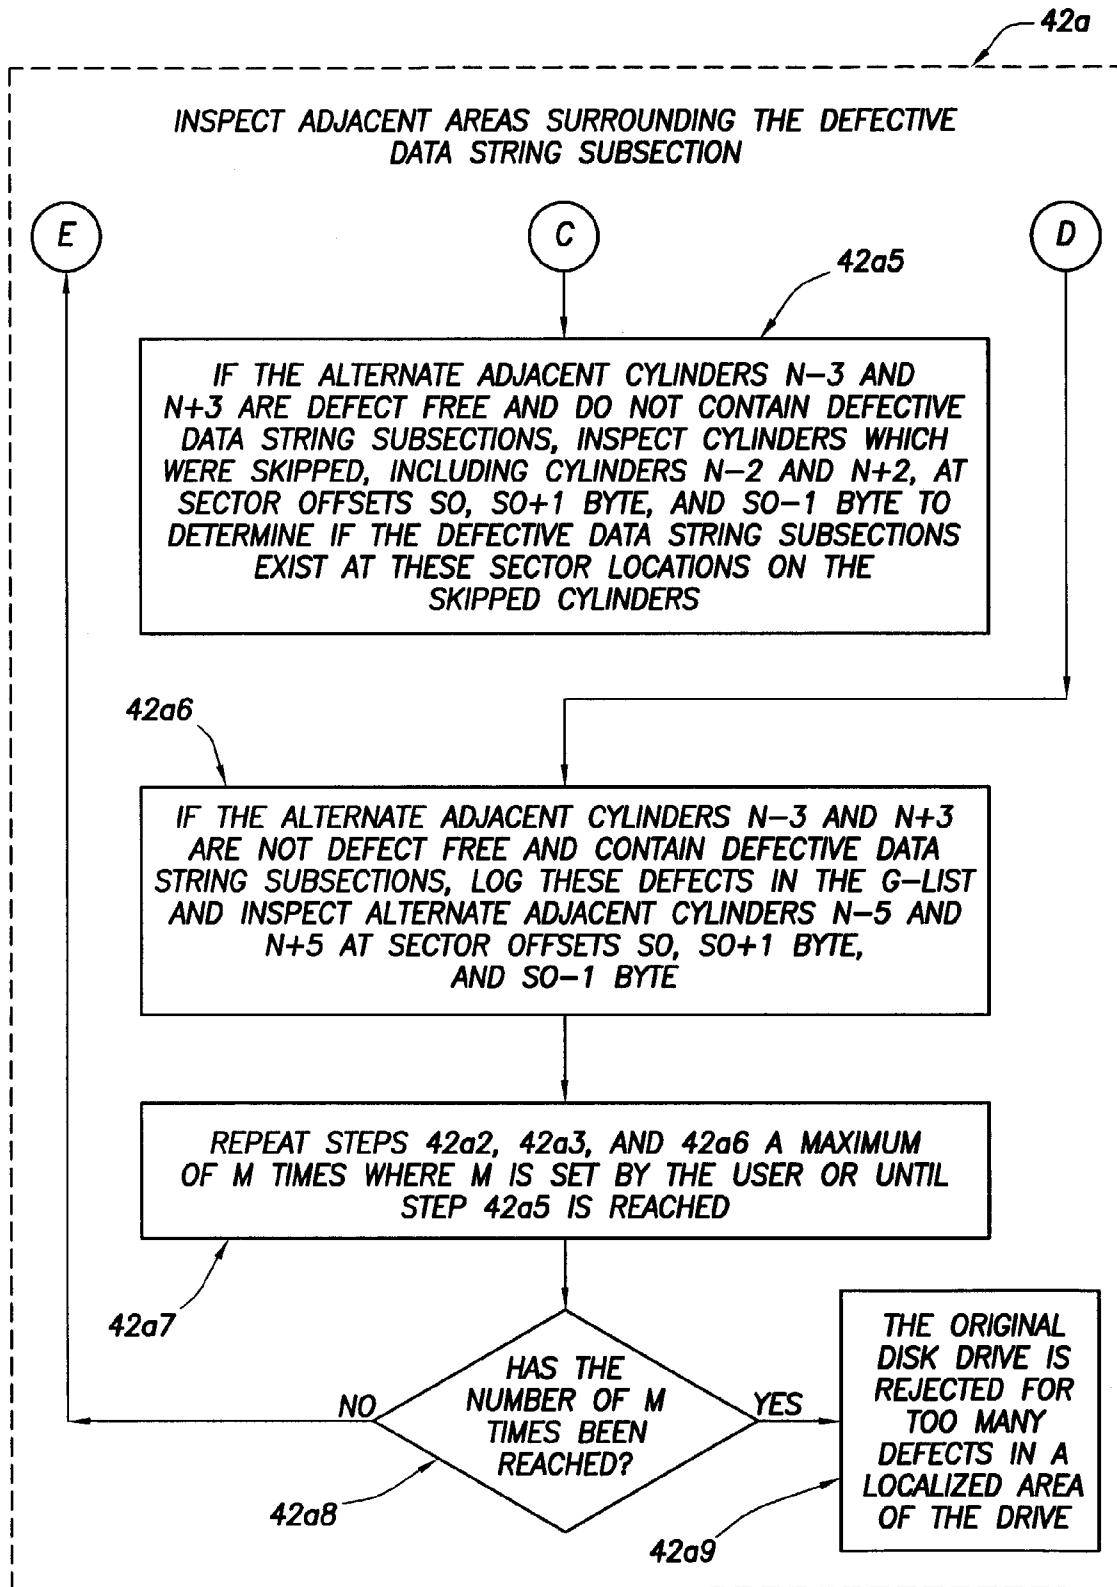 42a
INSPECT ADJACENT AREAS SURROUNDING THE DEFECTIVE
DATA STRING SUBSECTION
E
C
D
42a5
IF THE ALTERNATE ADJACENT CYLINDERS N-3 AND
N+3 ARE DEFECT FREE AND DO NOT CONTAIN DEFECTIVE
DATA STRING SUBSECTIONS, INSPECT CYLINDERS WHICH
WERE SKIPPED, INCLUDING CYLINDERS N-2 AND N+2, AT
SECTOR OFFSETS SO, SO+1 BYTE, AND SO-1 BYTE TO
DETERMINE IF THE DEFECTIVE DATA STRING SUBSECTIONS
EXIST AT THESE SECTOR LOCATIONS ON THE
SKIPPED CYLINDERS
42a6
IF THE ALTERNATE ADJACENT CYLINDERS N-3 AND N+3
ARE NOT DEFECT FREE AND CONTAIN DEFECTIVE DATA
STRING SUBSECTIONS, LOG THESE DEFECTS IN THE G-LIST
AND INSPECT ALTERNATE ADJACENT CYLINDERS N-5 AND
N+5 AT SECTOR OFFSETS SO, SO+1 BYTE,
AND SO-1 BYTE
REPEAT STEPS 42a2, 42a3, AND 42a6 A MAXIMUM
OF M TIMES WHERE M IS SET BY THE USER OR UNTIL
STEP 42a5 IS REACHED
42a7
HAS THE
NUMBER OF M
TIMES BEEN
REACHED?
NO
YES
42a8
THE ORIGINAL
DISK DRIVE IS
REJECTED FOR
TOO MANY
DEFECTS IN A
LOCALIZED AREA
OF THE DRIVE
42a9